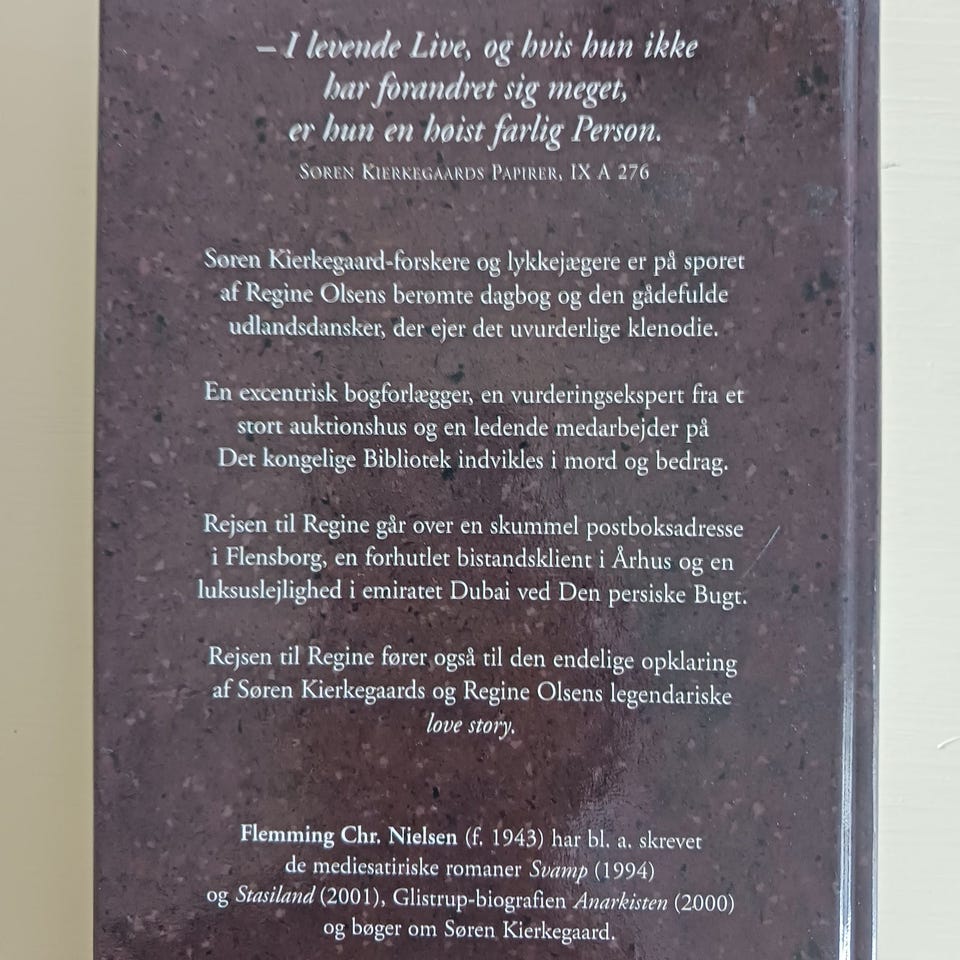 – I levende Live, og hvis hun ikke
har forandret sig meget,
er hun en høist farlig Person.
Søren Kierkegaards Papirer, IX A 276
Søren Kierkegaard-forskere og lykkejægere er på sporet
af Regine Olsens berømte dagbog og den gådefulde
udlandsdansker, der ejer det uvurderlige klenodie.
En excentrisk bogforlægger, en vurderingsekspert fra et
stort auktionshus og en ledende medarbejder på
Det kongelige Bibliotek indvikles i mord og bedrag.
Rejsen til Regine går over en skummel postboksadresse
i Flensborg, en forhutlet bistandsklient i Århus og en
luksuslejlighed i emiratet Dubai ved Den persiske Bugt.
Rejsen til Regine fører også til den endelige opklaring
af Søren Kierkegaards og Regine Olsens legendariske
love story.
Flemming Chr. Nielsen (f. 1943) har bl. a. skrevet
de mediesatiriske romaner Svamp (1994)
og Stasiland (2001), Glistrup-biografien Anarkisten (2000)
og bøger om Søren Kierkegaard.